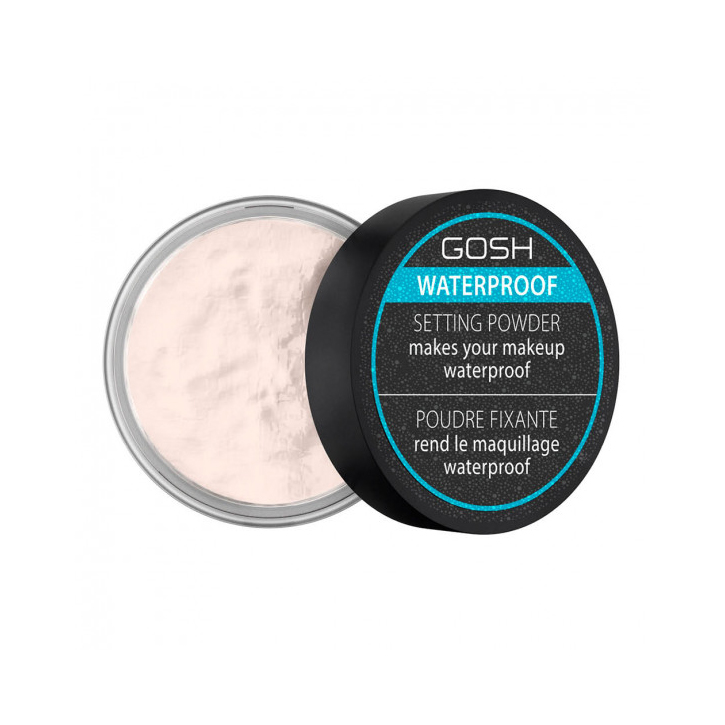 GOSH
WATERPROOF
SETTING POWDER
makes your makeup
waterproof
POUDRE FIXANTE
rend le maquillage
waterproof